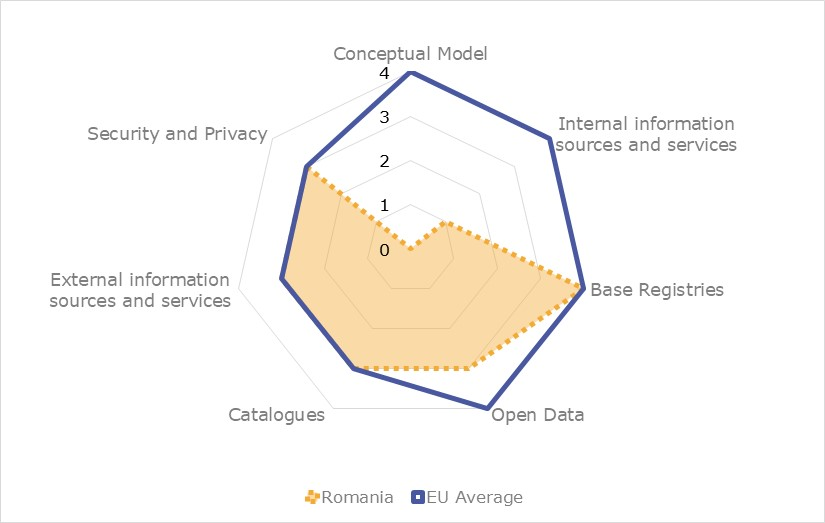 Conceptual Model
4
3
2
1
0
Internal information
sources and services
Security and Privacy
External information
sources and services
Base Registries
Catalogues
Open Data
Romania
EU Average